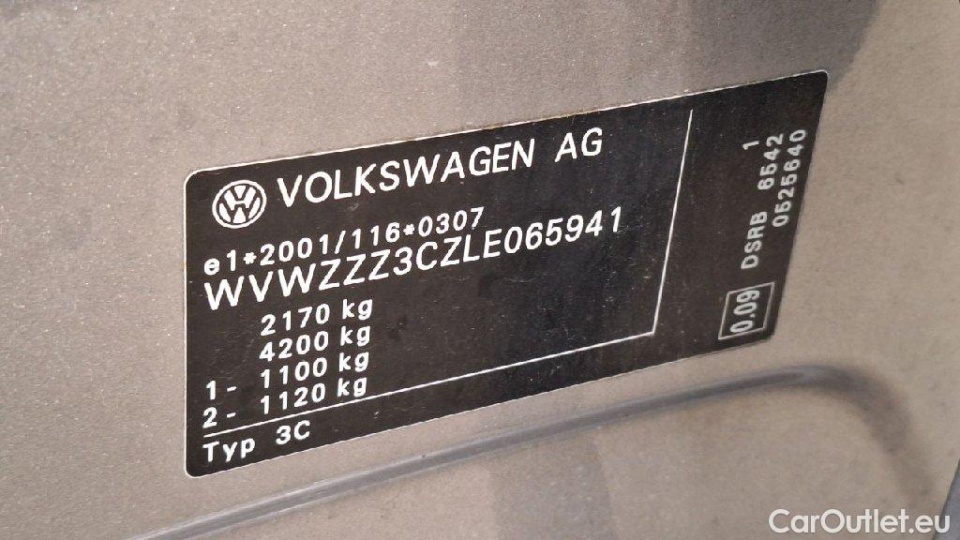 VOLKSWAGEN AG
e1*2001/116*0307
WVWZZZ3CZLE065941
2170 kg
4200 kg
1 - 1100 kg
2 - 1120 kg
Typ 3C
0.09
DSRB 6542 1
0525640
CarOutlet.eu